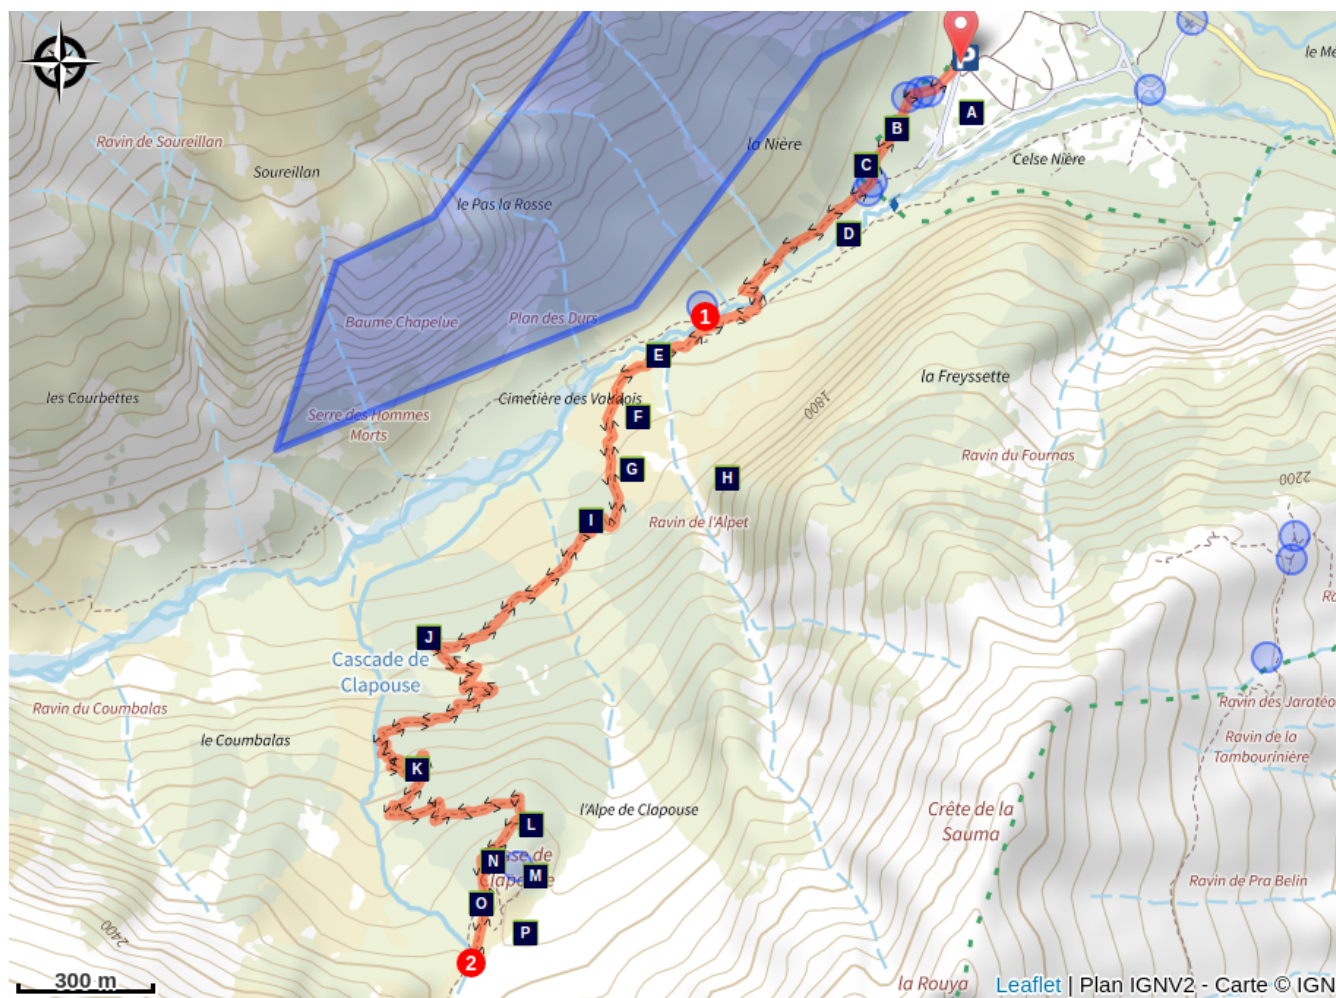 P
le Me
A
Ravin de Soureillan
B
la Nière
C
Celse Nière
Soureillan
le Pas la Rosse
D
Baume Chapelue
Plan des Durs
1
E
la Freyssette
les Courbettes
Cimetière des Vaudois
1800
Serre des Hommes
Morts
F
Ravin du Fournas
G
H
2200
I
Ravin de l'Alpet
J
Cascade de
Clapouse
Ravin du Coumbalas
Ravin des Jaratéo
le Coumbalas
Ravin de la
Tambourinière
K
l'Alpe de Clapouse
Crête de la
Sauma
L
N
M
Ravin de Pra Belin
O
P
2400
2
300 m
la Rouya
Leaflet | Plan IGNV2 - Carte © IGN